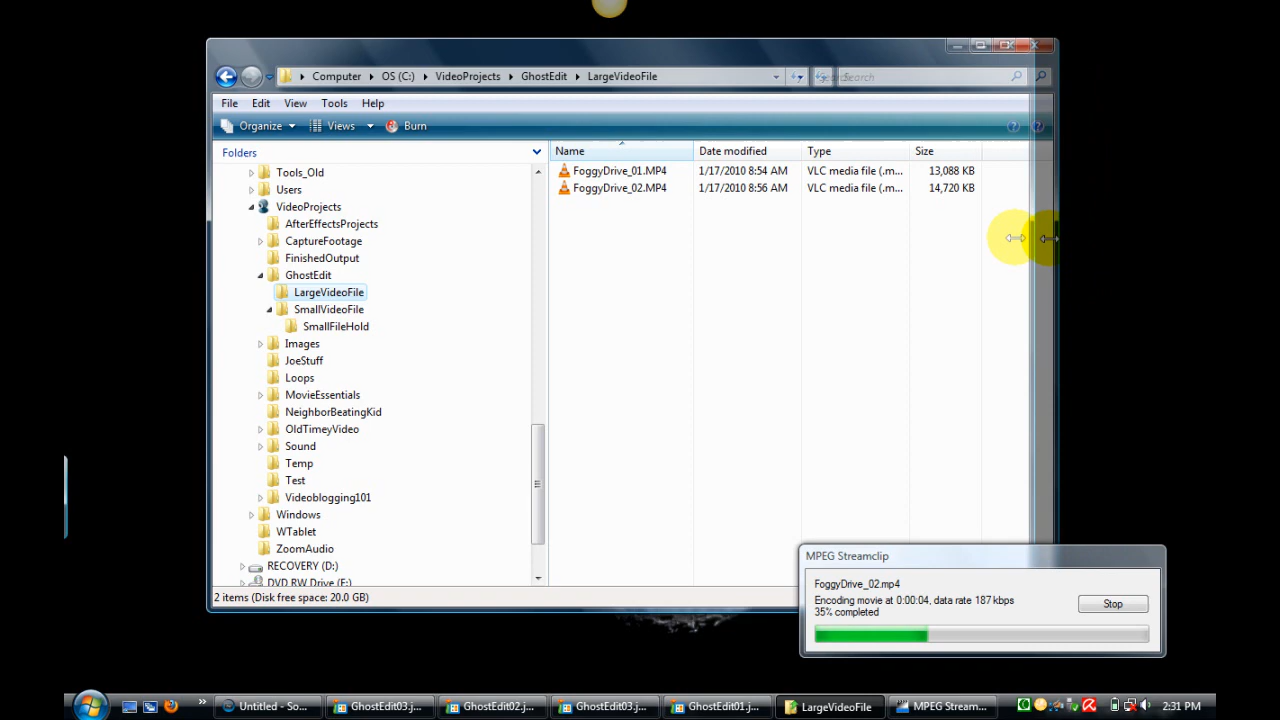 Computer OS (C:) VideoProjects GhostEdit LargeVideoFile Search
File Edit View Tools Help
Organize Views Burn
Folders
Name Date modified Type Size
Tools_Old
Users
VideoProjects
AfterEffectsProjects
CaptureFootage
FinishedOutput
GhostEdit
LargeVideoFile
SmallVideoFile
SmallFileHold
Images
JoeStuff
Loops
MovieEssentials
NeighborBeatingKid
OldTimeyVideo
Sound
Temp
Test
Videoblogging101
Windows
WTablet
ZoomAudio
RECOVERY (D:)
DVD RW Drive (E:)
FoggyDrive_01.MP4 1/17/2010 8:54 AM VLC media file (.m... 13,088 KB
FoggyDrive_02.MP4 1/17/2010 8:56 AM VLC media file (.m... 14,720 KB
2 items (Disk free space: 20.0 GB)
MPEG Streamclip
FoggyDrive_02.mp4
Encoding movie at 0:00:04, data rate 187 kbps
35% completed
Stop
Untitled - So... GhostEdit03.j... GhostEdit02.j... GhostEdit03.j... GhostEdit01.j... LargeVideoFile MPEG Stream... 2:31 PM